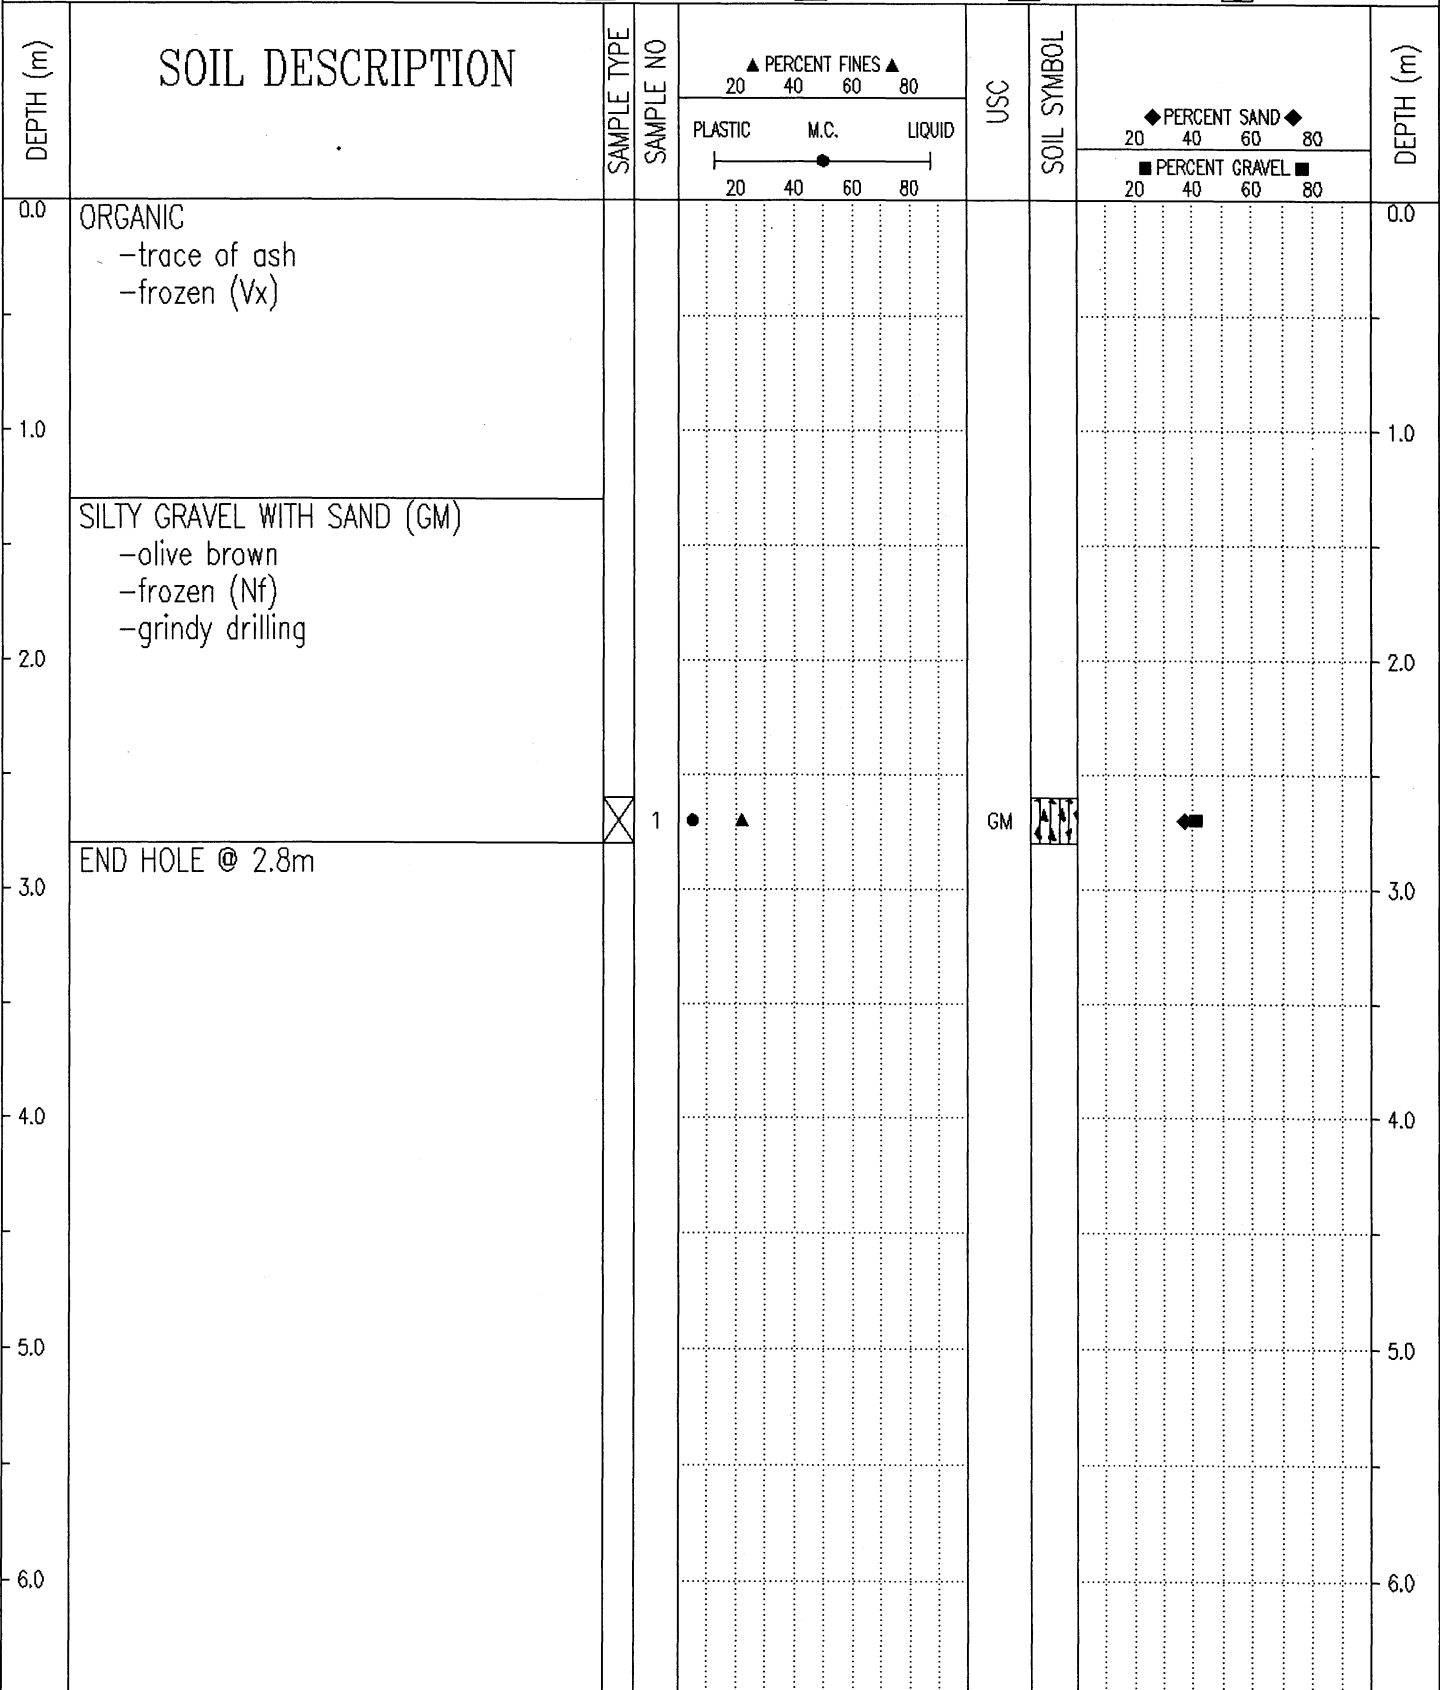 DEPTH (m)
SOIL DESCRIPTION
SAMPLE TYPE
SAMPLE NO
▲ PERCENT FINES ▲
20 40 60 80
PLASTIC M.C. LIQUID
20 40 60 80
USC
SOIL SYMBOL
◆PERCENT SAND◆
20 40 60 80
■PERCENT GRAVEL■
20 40 60 80
DEPTH (m)
0.0
ORGANIC
0.0
-trace of ash
-frozen (Vx)
1.0
1.0
SILTY GRAVEL WITH SAND (GM)
-olive brown
-frozen (Nf)
-grindy drilling
2.0
2.0
1
GM
END HOLE @ 2.8m
3.0
3.0
4.0
4.0
5.0
5.0
6.0
6.0